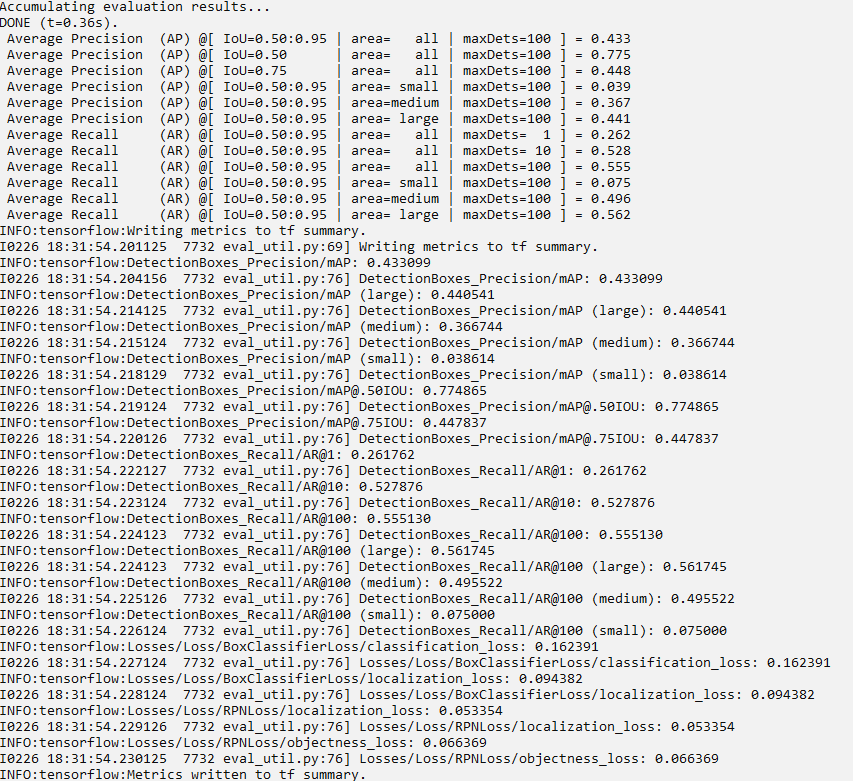 Accumulating evaluation results...
DONE (t=0.36s).
 Average Precision  (AP) @[ IoU=0.50:0.95 | area=   all | maxDets=100 ] = 0.433
 Average Precision  (AP) @[ IoU=0.50      | area=   all | maxDets=100 ] = 0.775
 Average Precision  (AP) @[ IoU=0.75      | area=   all | maxDets=100 ] = 0.448
 Average Precision  (AP) @[ IoU=0.50:0.95 | area= small | maxDets=100 ] = 0.039
 Average Precision  (AP) @[ IoU=0.50:0.95 | area=medium | maxDets=100 ] = 0.367
 Average Precision  (AP) @[ IoU=0.50:0.95 | area= large | maxDets=100 ] = 0.441
 Average Recall     (AR) @[ IoU=0.50:0.95 | area=   all | maxDets=  1 ] = 0.262
 Average Recall     (AR) @[ IoU=0.50:0.95 | area=   all | maxDets= 10 ] = 0.528
 Average Recall     (AR) @[ IoU=0.50:0.95 | area=   all | maxDets=100 ] = 0.555
 Average Recall     (AR) @[ IoU=0.50:0.95 | area= small | maxDets=100 ] = 0.075
 Average Recall     (AR) @[ IoU=0.50:0.95 | area=medium | maxDets=100 ] = 0.496
 Average Recall     (AR) @[ IoU=0.50:0.95 | area= large | maxDets=100 ] = 0.562
INFO:tensorflow:Writing metrics to tf summary.
I0226 18:31:54.201125  7732 eval_util.py:69] Writing metrics to tf summary.
INFO:tensorflow:DetectionBoxes_Precision/mAP: 0.433099
I0226 18:31:54.204156  7732 eval_util.py:76] DetectionBoxes_Precision/mAP: 0.433099
INFO:tensorflow:DetectionBoxes_Precision/mAP (large): 0.440541
I0226 18:31:54.214125  7732 eval_util.py:76] DetectionBoxes_Precision/mAP (large): 0.440541
INFO:tensorflow:DetectionBoxes_Precision/mAP (medium): 0.366744
I0226 18:31:54.215124  7732 eval_util.py:76] DetectionBoxes_Precision/mAP (medium): 0.366744
INFO:tensorflow:DetectionBoxes_Precision/mAP (small): 0.038614
I0226 18:31:54.218129  7732 eval_util.py:76] DetectionBoxes_Precision/mAP (small): 0.038614
INFO:tensorflow:DetectionBoxes_Precision/mAP@.50IOU: 0.774865
I0226 18:31:54.219124  7732 eval_util.py:76] DetectionBoxes_Precision/mAP@.50IOU: 0.774865
INFO:tensorflow:DetectionBoxes_Precision/mAP@.75IOU: 0.447837
I0226 18:31:54.220126  7732 eval_util.py:76] DetectionBoxes_Precision/mAP@.75IOU: 0.447837
INFO:tensorflow:DetectionBoxes_Recall/AR@1: 0.261762
I0226 18:31:54.222127  7732 eval_util.py:76] DetectionBoxes_Recall/AR@1: 0.261762
INFO:tensorflow:DetectionBoxes_Recall/AR@10: 0.527876
I0226 18:31:54.223124  7732 eval_util.py:76] DetectionBoxes_Recall/AR@10: 0.527876
INFO:tensorflow:DetectionBoxes_Recall/AR@100: 0.555130
I0226 18:31:54.224123  7732 eval_util.py:76] DetectionBoxes_Recall/AR@100: 0.555130
INFO:tensorflow:DetectionBoxes_Recall/AR@100 (large): 0.561745
I0226 18:31:54.224123  7732 eval_util.py:76] DetectionBoxes_Recall/AR@100 (large): 0.561745
INFO:tensorflow:DetectionBoxes_Recall/AR@100 (medium): 0.495522
I0226 18:31:54.225126  7732 eval_util.py:76] DetectionBoxes_Recall/AR@100 (medium): 0.495522
INFO:tensorflow:DetectionBoxes_Recall/AR@100 (small): 0.075000
I0226 18:31:54.226124  7732 eval_util.py:76] DetectionBoxes_Recall/AR@100 (small): 0.075000
INFO:tensorflow:Losses/Loss/BoxClassifierLoss/classification_loss: 0.162391
I0226 18:31:54.227124  7732 eval_util.py:76] Losses/Loss/BoxClassifierLoss/classification_loss: 0.162391
INFO:tensorflow:Losses/Loss/BoxClassifierLoss/localization_loss: 0.094382
I0226 18:31:54.228124  7732 eval_util.py:76] Losses/Loss/BoxClassifierLoss/localization_loss: 0.094382
INFO:tensorflow:Losses/Loss/RPNLoss/localization_loss: 0.053354
I0226 18:31:54.229126  7732 eval_util.py:76] Losses/Loss/RPNLoss/localization_loss: 0.053354
INFO:tensorflow:Losses/Loss/RPNLoss/objectness_loss: 0.066369
I0226 18:31:54.230125  7732 eval_util.py:76] Losses/Loss/RPNLoss/objectness_loss: 0.066369
INFO:tensorflow:Metrics written to tf summary.